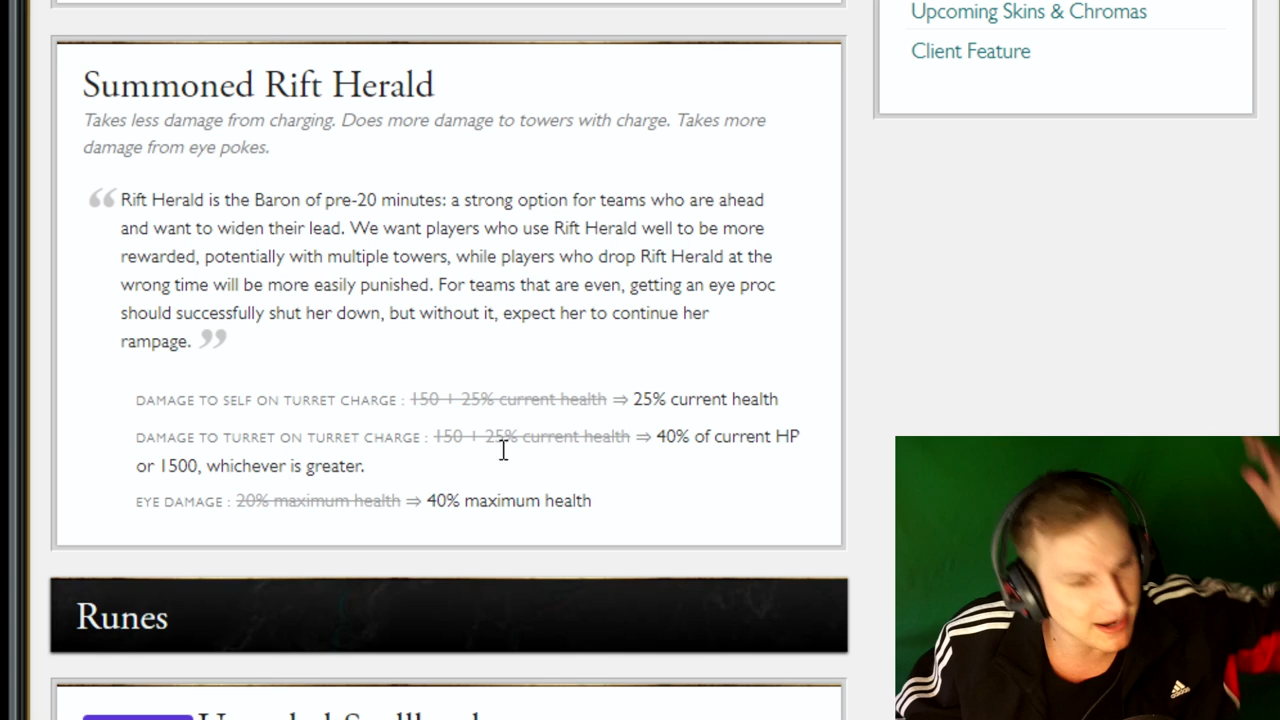 Upcoming Skins & Chromas
Client Feature
Summoned Rift Herald
Takes less damage from charging. Does more damage to towers with charge. Takes more
damage from eye pokes.
“ Rift Herald is the Baron of pre-20 minutes: a strong option for teams who are ahead
and want to widen their lead. We want players who use Rift Herald well to be more
rewarded, potentially with multiple towers, while players who drop Rift Herald at the
wrong time will be more easily punished. For teams that are even, getting an eye proc
should successfully shut her down, but without it, expect her to continue her
rampage. ”
DAMAGE TO SELF ON TURRET CHARGE : 150 + 25% current health ⇒ 25% current health
DAMAGE TO TURRET ON TURRET CHARGE : 150 + 25% current health ⇒ 40% of current HP
or 1500, whichever is greater.
EYE DAMAGE : 20% maximum health ⇒ 40% maximum health
Runes
adidas